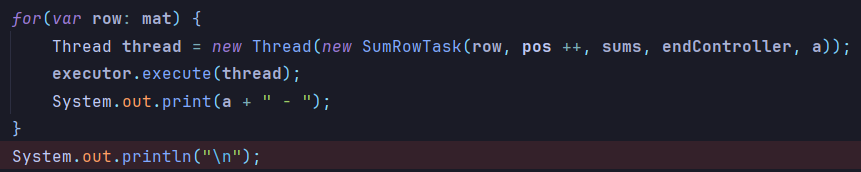 for(var row: mat) {
    Thread thread = new Thread(new SumRowTask(row, pos ++, sums, endController, a));
    executor.execute(thread);
    System.out.print(a + " - ");
}
System.out.println("\n");